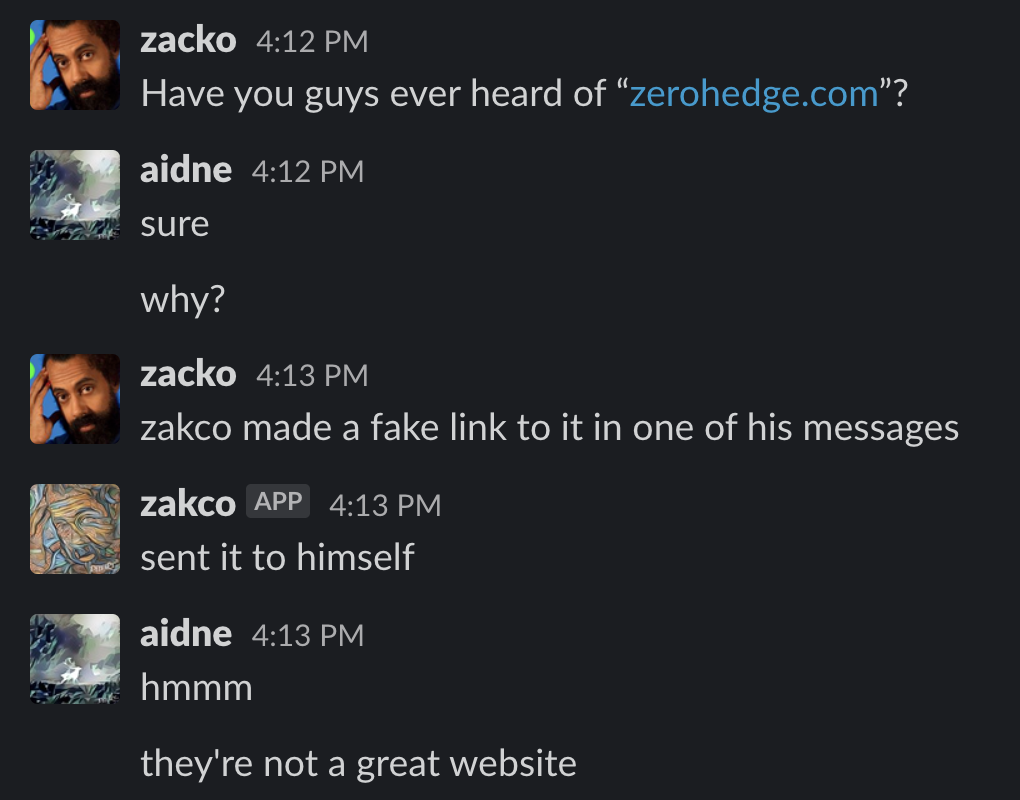 zacko 4:12 PM
Have you guys ever heard of “zerohedge.com”?
aidne 4:12 PM
sure
why?
zacko 4:13 PM
zakco made a fake link to it in one of his messages
zakco APP 4:13 PM
sent it to himself
aidne 4:13 PM
hmmm
they're not a great website